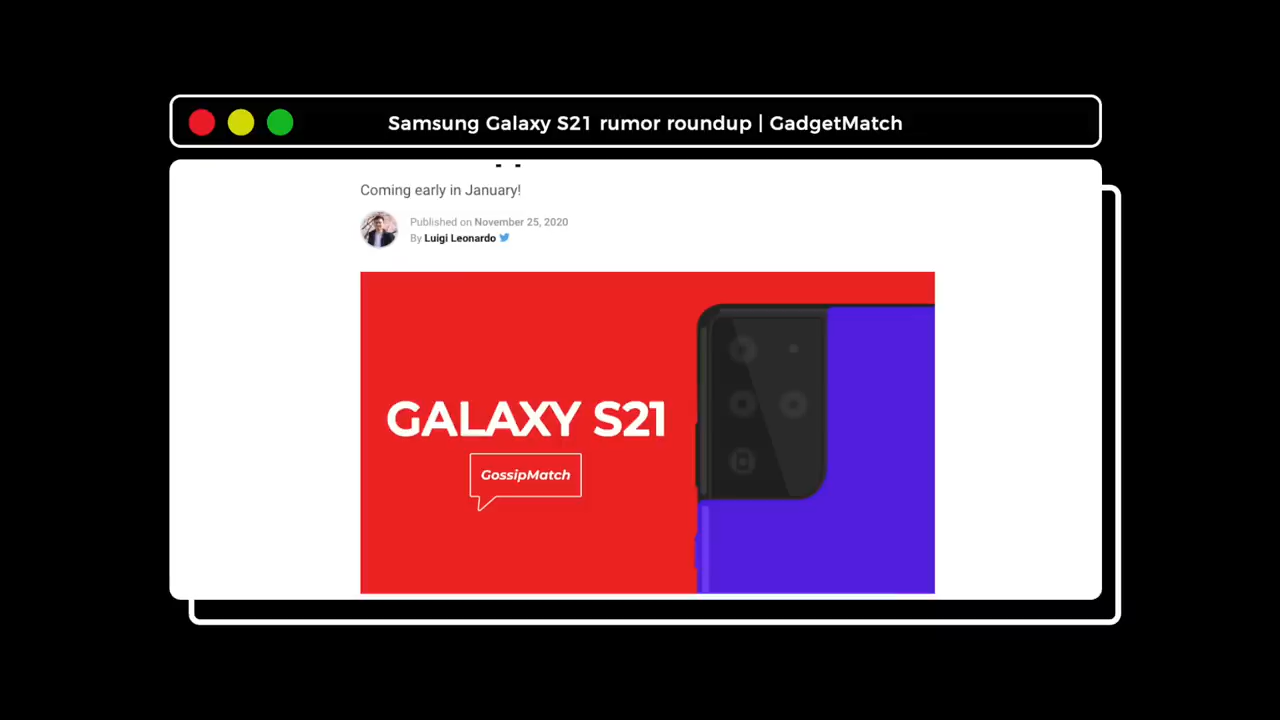 Samsung Galaxy S21 rumor roundup | GadgetMatch
Coming early in January!
Published on November 25, 2020
By Luigi Leonardo
GALAXY S21
GossipMatch